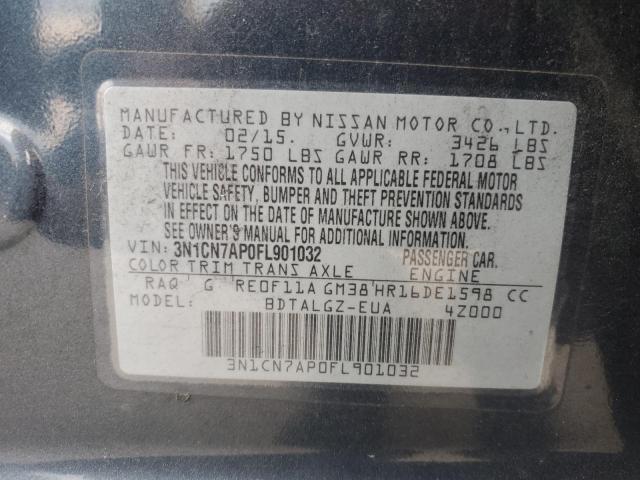 MANUFACTURED BY NISSAN MOTOR CO., LTD.
DATE: 02/15. GVWR: 3426 LBS
GAWR FR: 1750 LBS GAWR RR: 1708 LBS
THIS VEHICLE CONFORMS TO ALL APPLICABLE FEDERAL MOTOR
VEHICLE SAFETY, BUMPER AND THEFT PREVENTION STANDARDS
IN EFFECT ON THE DATE OF MANUFACTURE SHOWN ABOVE.
SEE OWNER'S MANUAL FOR ADDITIONAL INFORMATION.
VIN: 3N1CN7AP0FL901032 PASSENGER CAR.
COLOR TRIM TRANS AXLE ENGINE
RAQ G RE0F11A GM38 HR16DE1598 CC
MODEL: BDTALGZ-EUA 4Z000
3N1CN7AP0FL901032